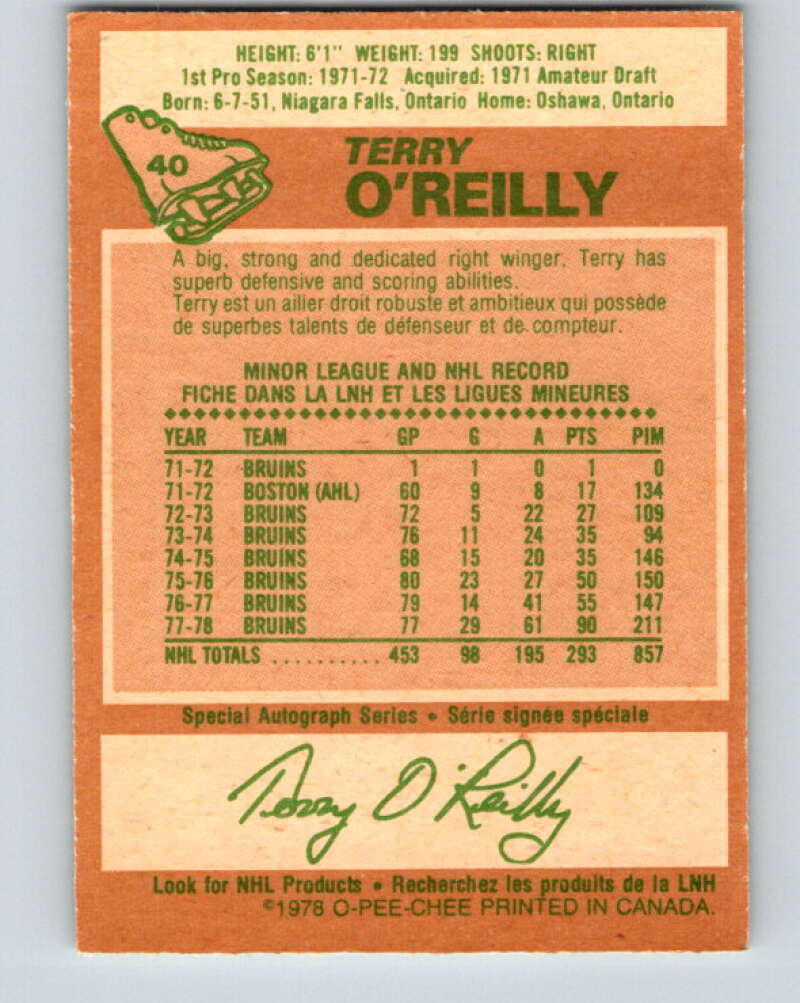 HEIGHT: 6'1" WEIGHT: 199 SHOOTS: RIGHT
1st Pro Season: 1971-72 Acquired: 1971 Amateur Draft
Born: 6-7-51, Niagara Falls, Ontario Home: Oshawa, Ontario
40
TERRY
O'REILLY
A big, strong and dedicated right winger, Terry has
superb defensive and scoring abilities.
Terry est un ailier droit robuste et ambitieux qui possède
de superbes talents de défenseur et de compteur.
MINOR LEAGUE AND NHL RECORD
FICHE DANS LA LNH ET LES LIGUES MINEURES
YEAR TEAM GP G A PTS PIM
71-72 BRUINS 1 1 0 1 0
71-72 BOSTON (AHL) 60 9 8 17 134
72-73 BRUINS 72 5 22 27 109
73-74 BRUINS 76 11 24 35 94
74-75 BRUINS 68 15 20 35 146
75-76 BRUINS 80 23 27 50 150
76-77 BRUINS 79 14 41 55 147
77-78 BRUINS 77 29 61 90 211
NHL TOTALS .......... 453 98 195 293 857
Special Autograph Series • Série signée spéciale
Terry O'Reilly
Look for NHL Products • Recherchez les produits de la LNH
©1978 O-PEE-CHEE PRINTED IN CANADA.